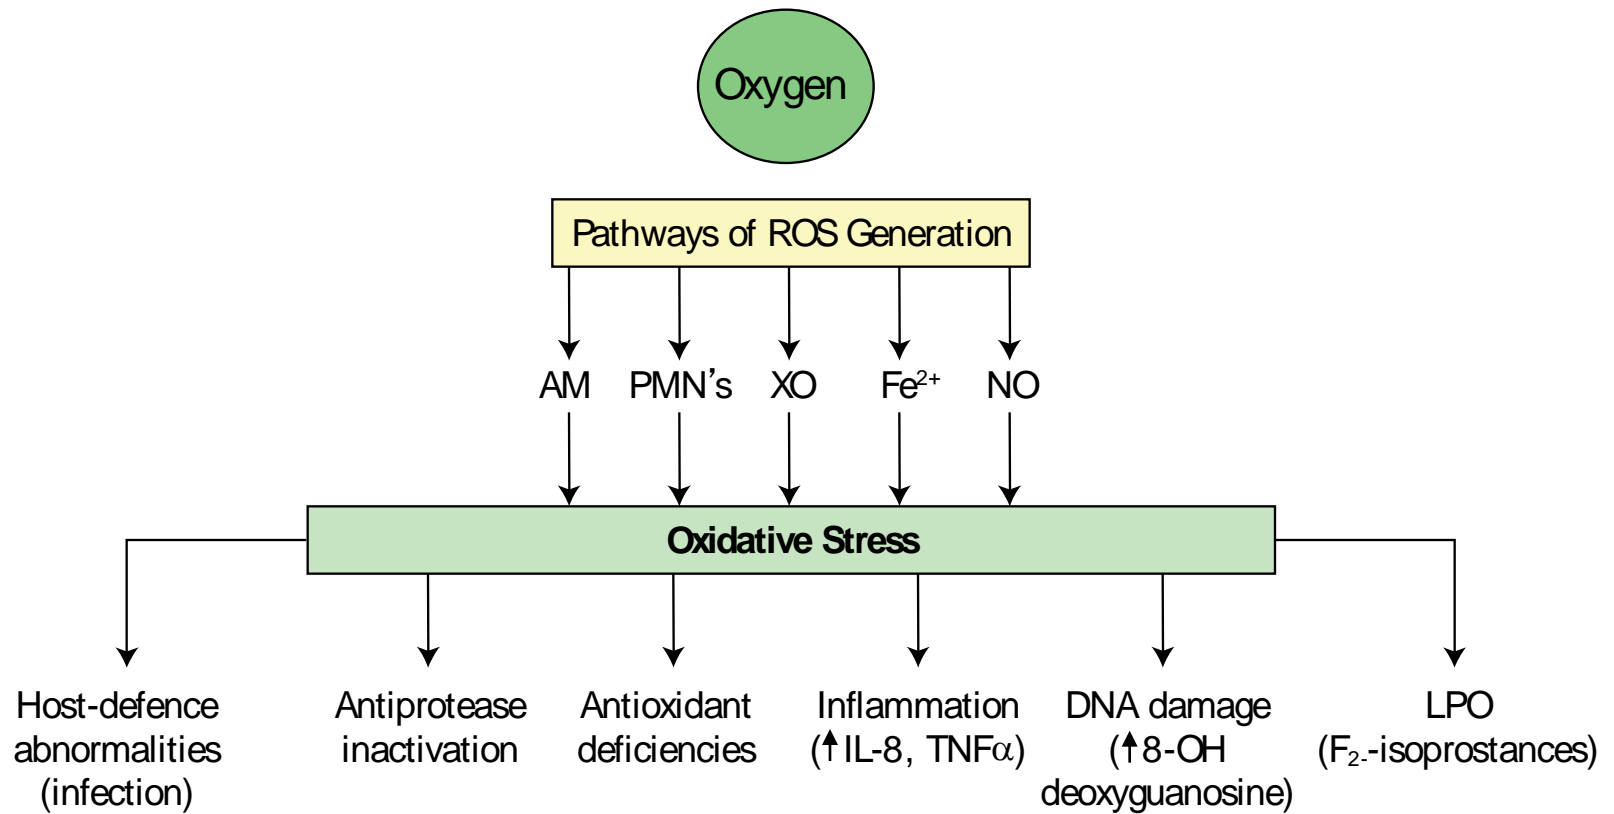 Oxygen
Pathways of ROS Generation
AM PMN's XO Fe²⁺ NO
Oxidative Stress
Host-defence
abnormalities
(infection)
Antiprotease
inactivation
Antioxidant
deficiencies
Inflammation
(↑IL-8, TNFα)
DNA damage
(↑8-OH
deoxyguanosine)
LPO
(F₂₋-isoprostances)